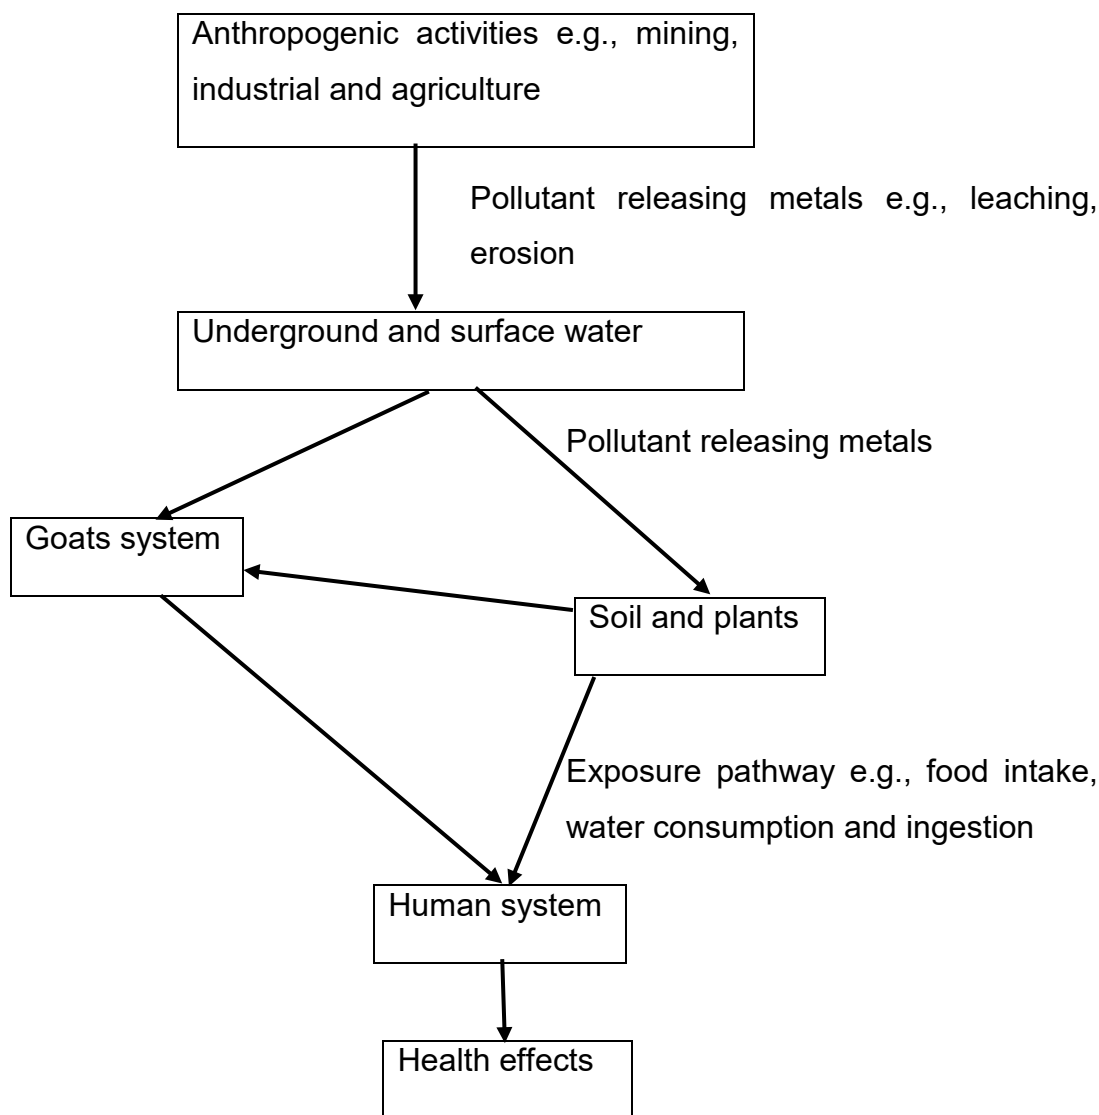 Anthropogenic activities e.g., mining,
industrial and agriculture
Pollutant releasing metals e.g., leaching,
erosion
Underground and surface water
Pollutant releasing metals
Goats system
Soil and plants
Exposure pathway e.g., food intake,
water consumption and ingestion
Human system
Health effects